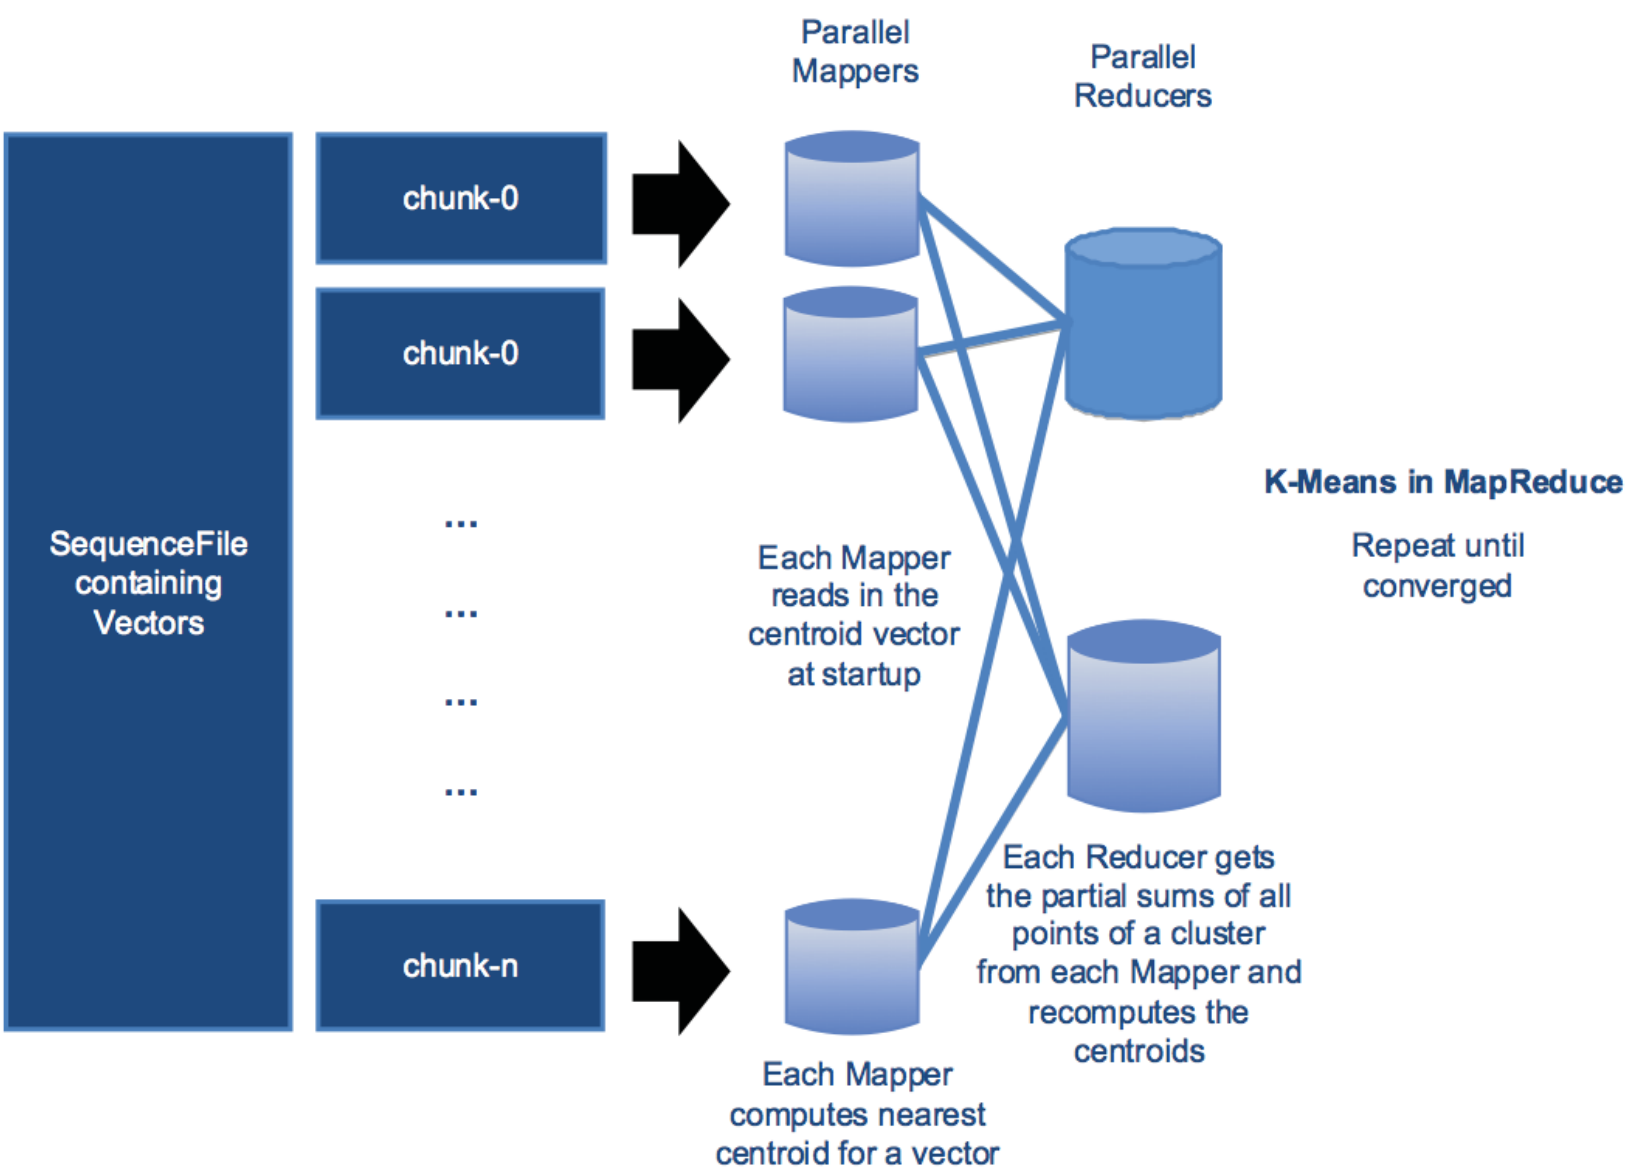 Parallel
Mappers
Parallel
Reducers
SequenceFile
containing
Vectors
chunk-0
chunk-0
...
...
...
...
chunk-n
Each Mapper
reads in the
centroid vector
at startup
Each Mapper
computes nearest
centroid for a vector
Each Reducer gets
the partial sums of all
points of a cluster
from each Mapper and
recomputes the
centroids
K-Means in MapReduce
Repeat until
converged